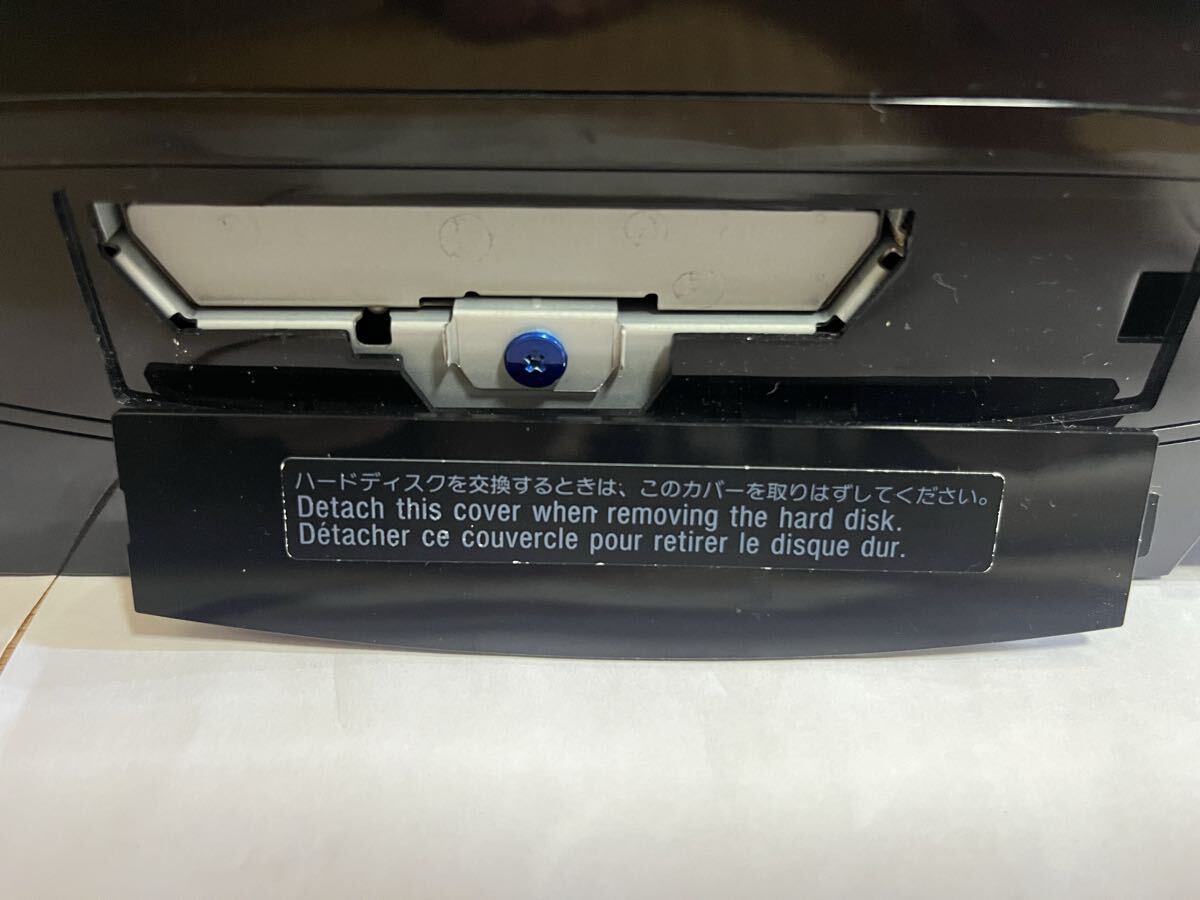 ハードディスクを交換するときは、このカバーを取りはずしてください。
Detach this cover when removing the hard disk.
Détacher ce couvercle pour retirer le disque dur.